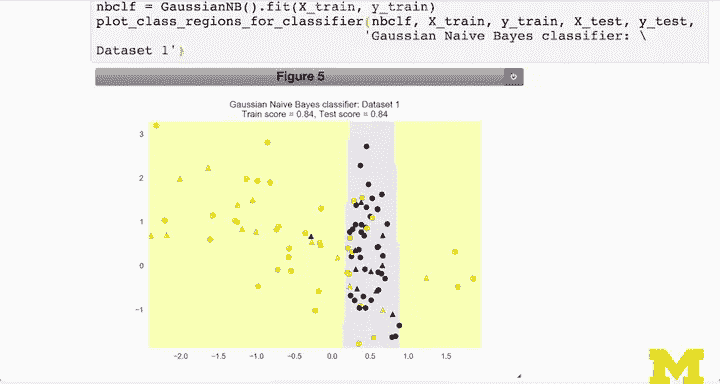 nbclf = GaussianNB().fit(X_train, y_train)
plot_class_regions_for_classifier(nbclf, X_train, y_train, X_test, y_test,
'Gaussian Naive Bayes classifier: \
Dataset 1')
Figure 5
Gaussian Naive Bayes classifier: Dataset 1
Train score = 0.84, Test score = 0.84
3
2
1
0
−1
−2.0 −1.5 −1.0 −0.5 0.0 0.5 1.0 1.5
M